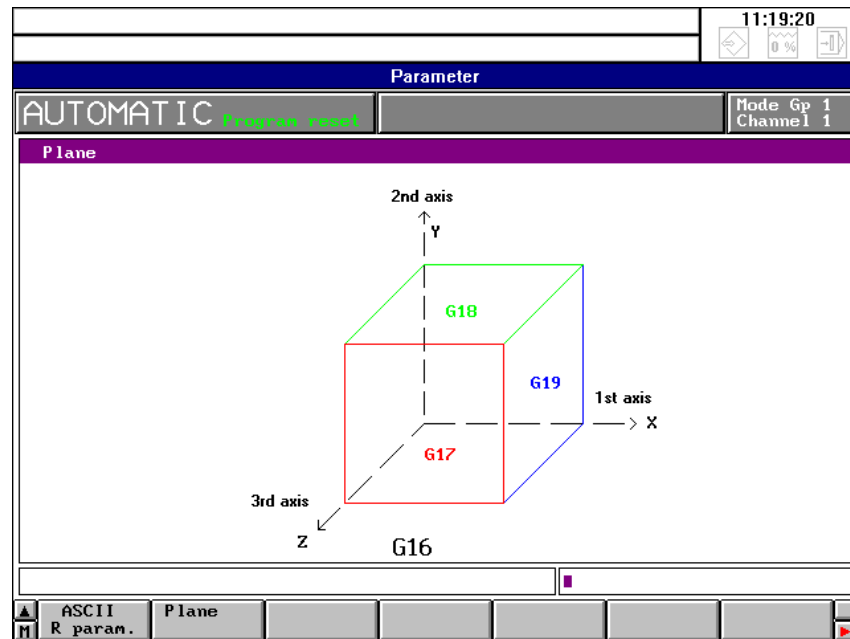 11:19:20
0 %
Parameter
AUTOMATIC Program reset
Mode Gp 1
Channel 1
Plane
2nd axis
Y
G18
G19
1st axis
X
G17
3rd axis
Z
G16
ASCII
R param.
Plane
M